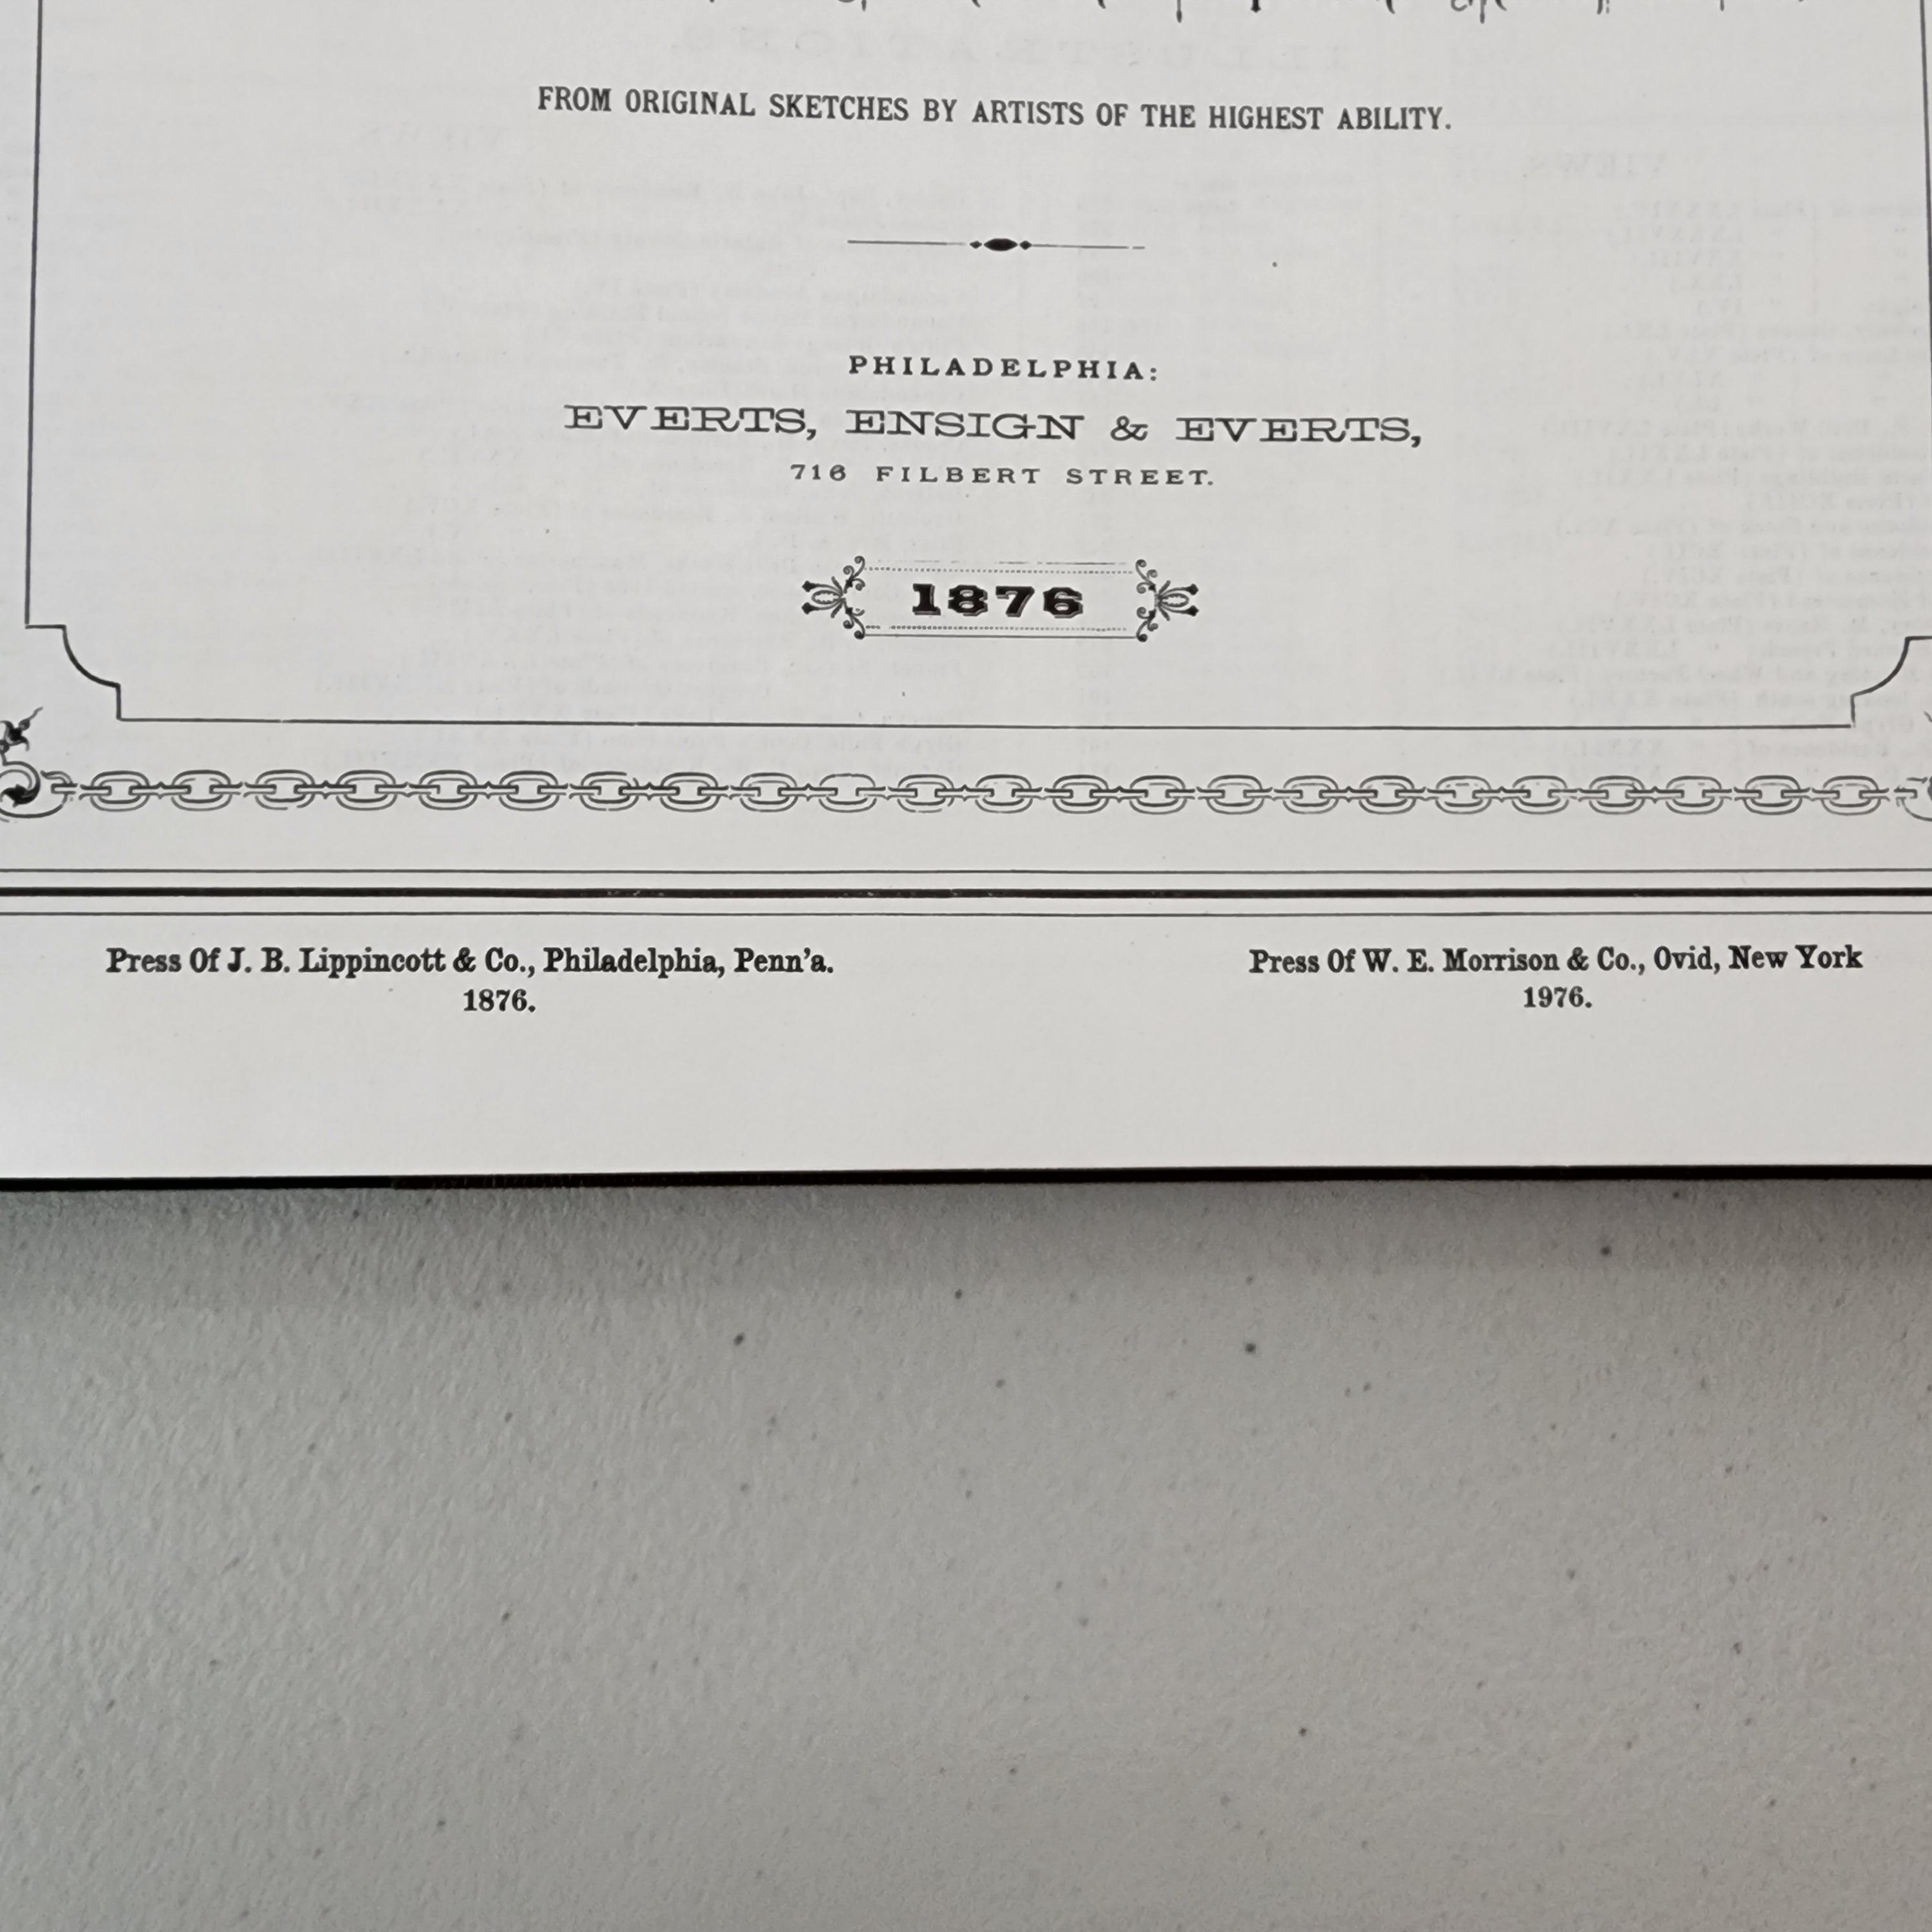 FROM ORIGINAL SKETCHES BY ARTISTS OF THE HIGHEST ABILITY.
PHILADELPHIA:
EVERTS, ENSIGN & EVERTS,
716 FILBERT STREET.
1876
Press Of J. B. Lippincott & Co., Philadelphia, Penn'a.
1876.
Press Of W. E. Morrison & Co., Ovid, New York
1976.